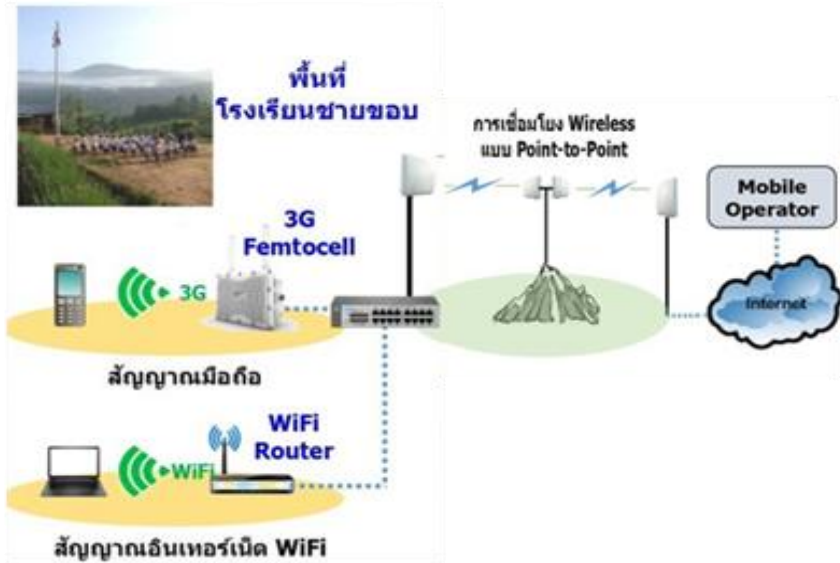 พื้นที่
โรงเรียนชายขอบ
การเชื่อมโยง Wireless
แบบ Point-to-Point
Mobile
Operator
3G
Femtocell
3G
Internet
สัญญาณมือถือ
WiFi
Router
WiFi
สัญญาณอินเทอร์เน็ต WiFi